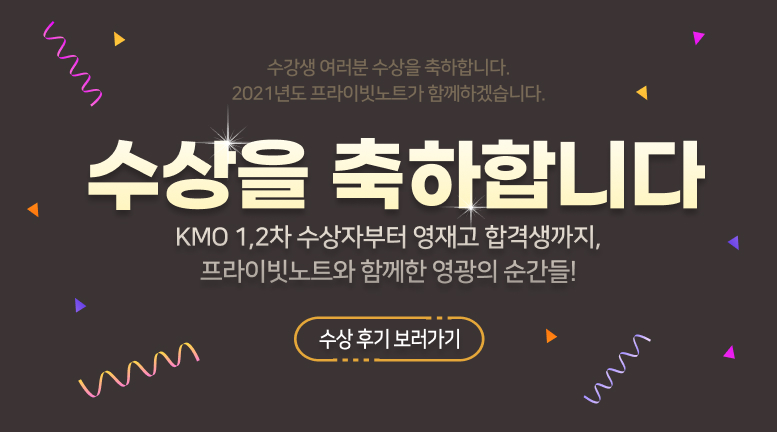 수강생 여러분 수상을 축하합니다.
2021년도 프라이빗노트가 함께하겠습니다.
수상을 축하합니다
KMO 1,2차 수상자부터 영재고 합격생까지,
프라이빗노트와 함께한 영광의 순간들!
수상 후기 보러가기